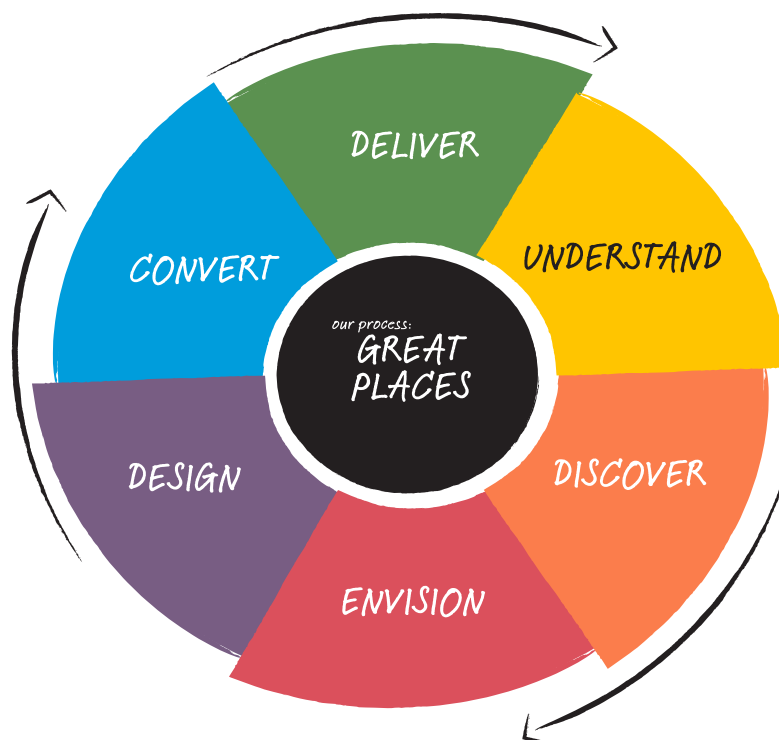 DELIVER
UNDERSTAND
CONVERT
our process:
GREAT
PLACES
DISCOVER
DESIGN
ENVISION